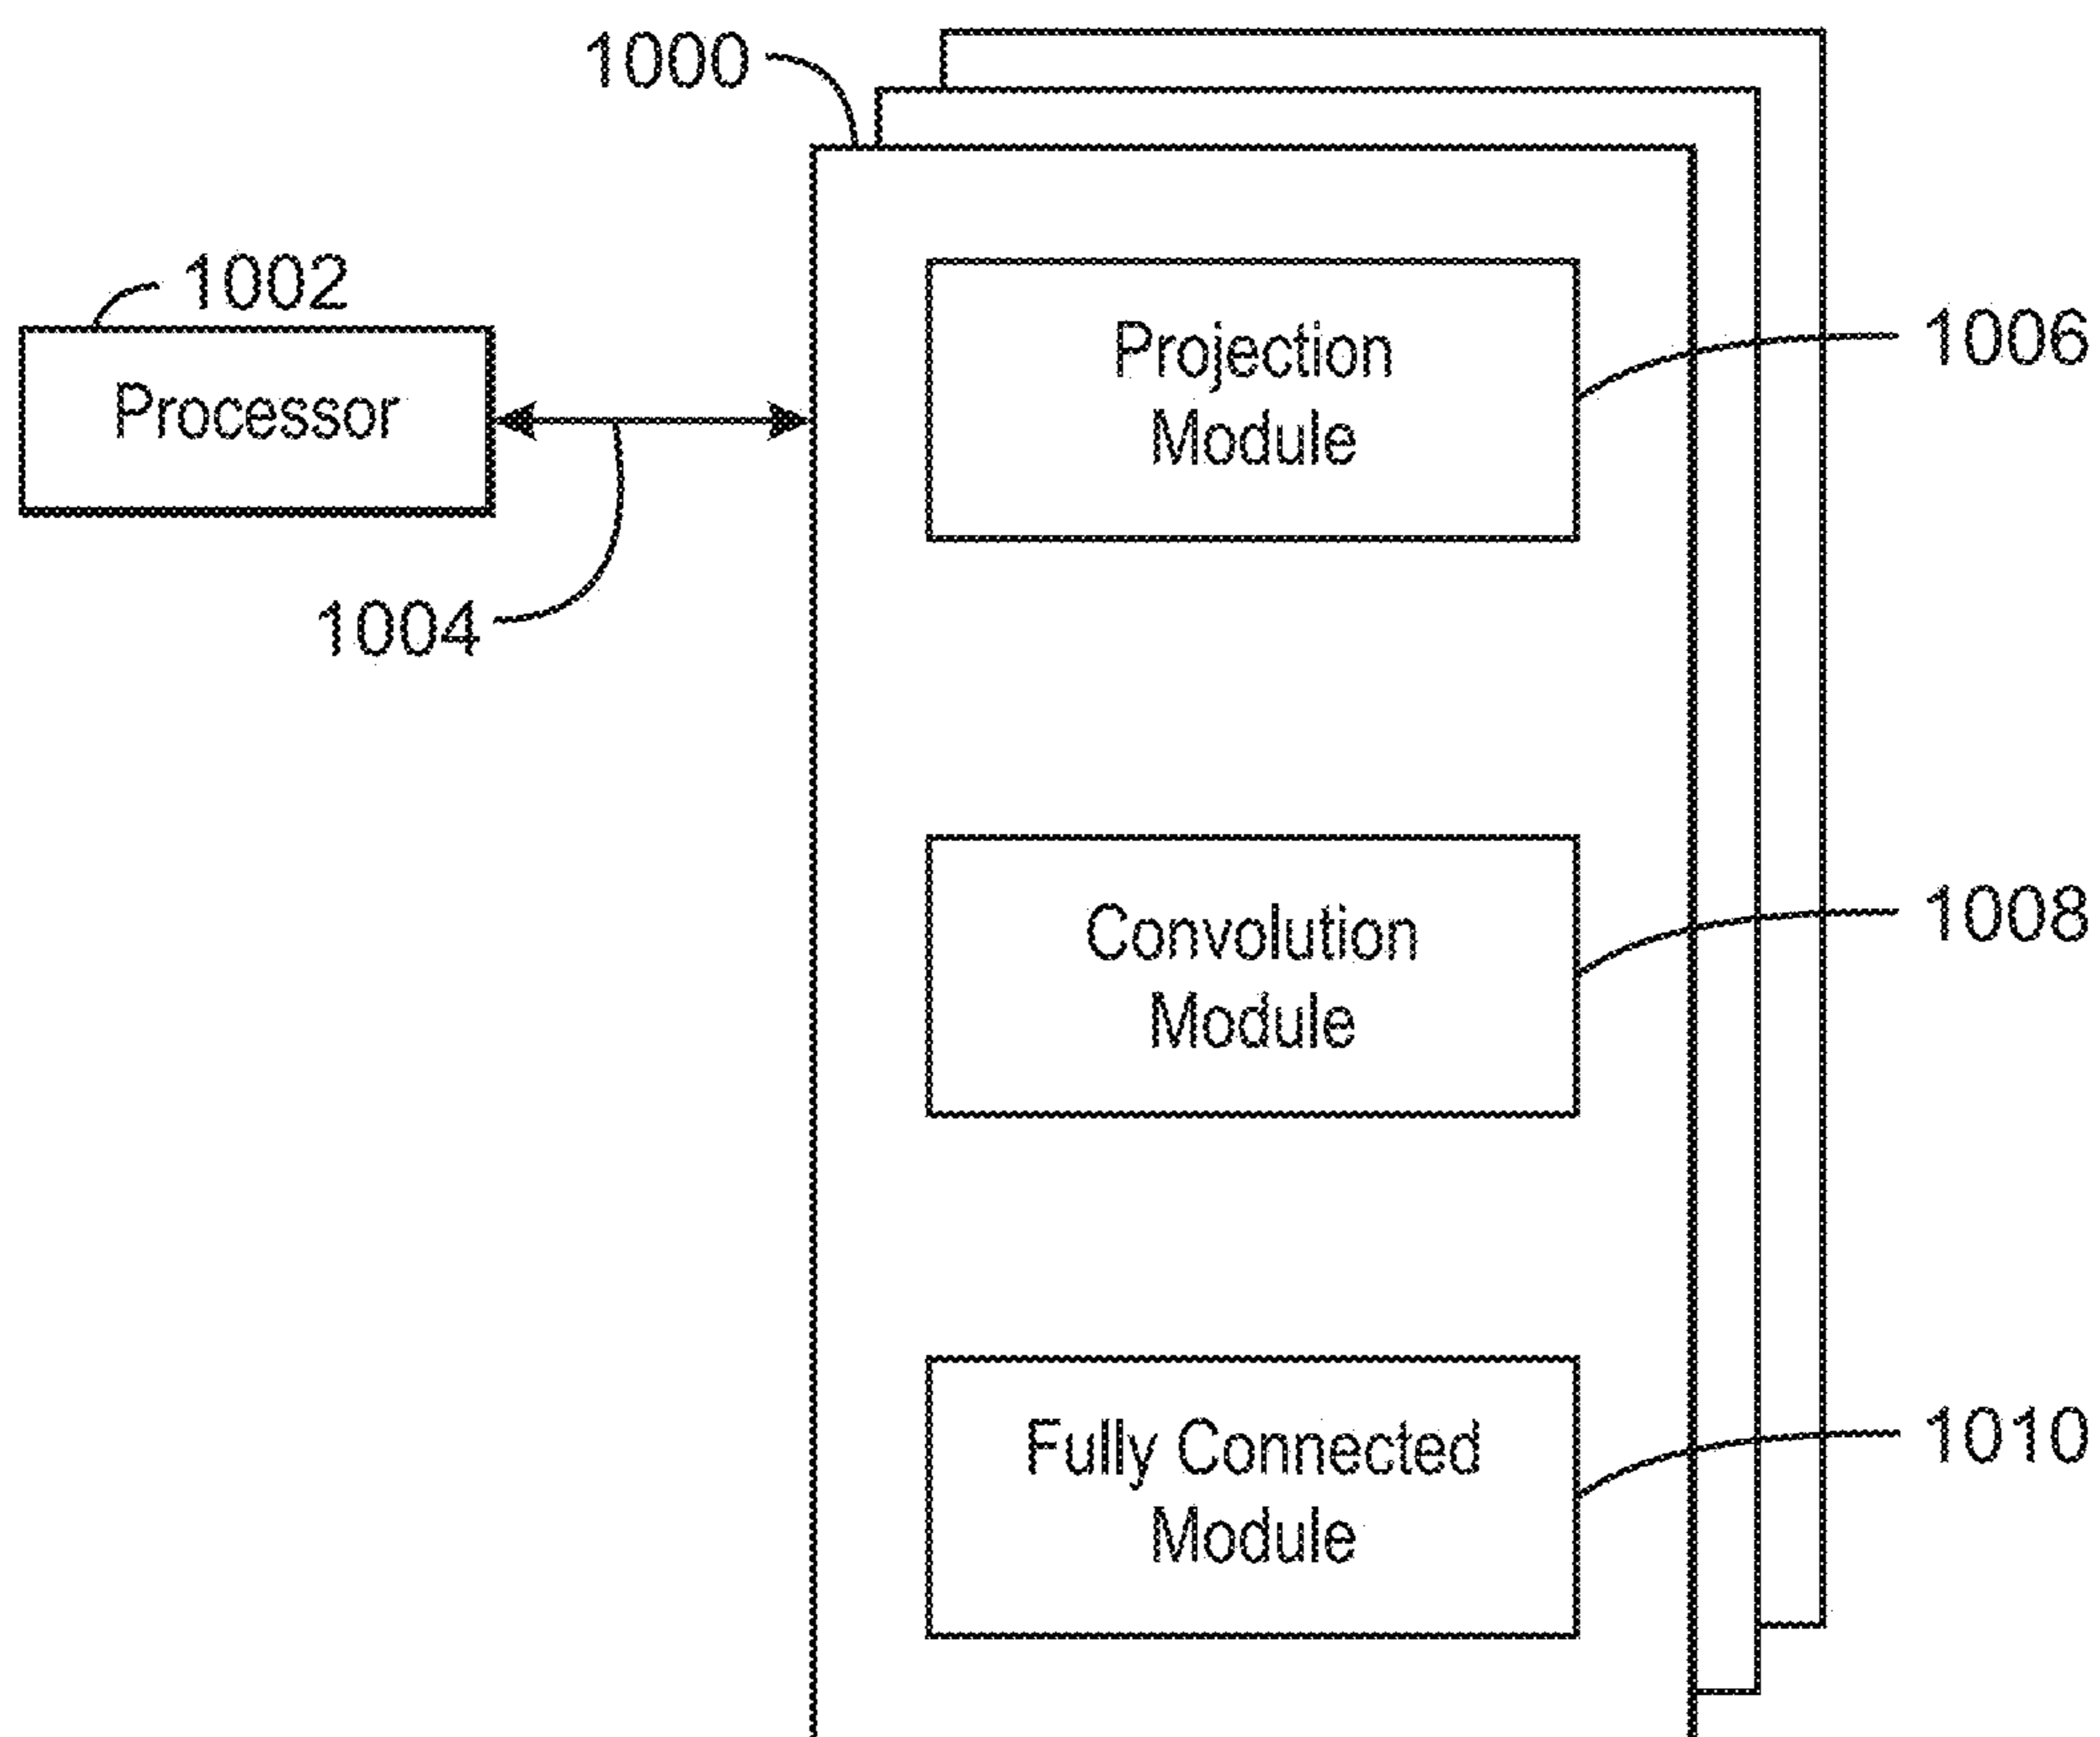 1000
1002
Processor
1004
Projection
Module
1006
Convolution
Module
1008
Fully Connected
Module
1010